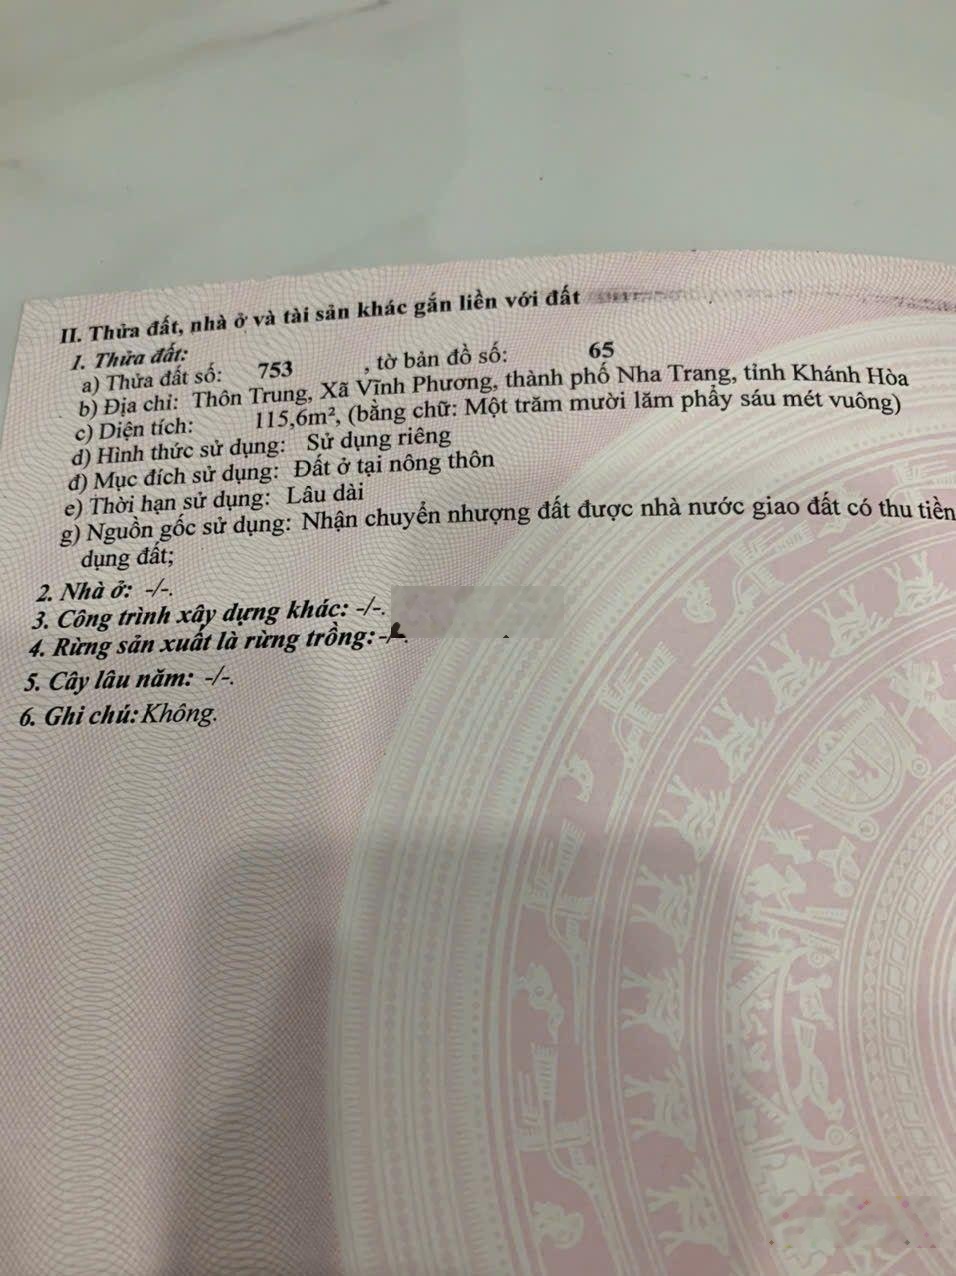 II. Thửa đất, nhà ở và tài sản khác gắn liền với đất
1. Thửa đất:
a) Thửa đất số: 753 , tờ bản đồ số: 65
b) Địa chỉ: Thôn Trung, Xã Vĩnh Phương, thành phố Nha Trang, tỉnh Khánh Hòa
c) Diện tích: 115,6m², (bằng chữ: Một trăm mười lăm phẩy sáu mét vuông)
d) Hình thức sử dụng: Sử dụng riêng
đ) Mục đích sử dụng: Đất ở tại nông thôn
e) Thời hạn sử dụng: Lâu dài
g) Nguồn gốc sử dụng: Nhận chuyển nhượng đất được nhà nước giao đất có thu tiền
dụng đất;
2. Nhà ở: -/-.
3. Công trình xây dựng khác: -/-.
4. Rừng sản xuất là rừng trồng: -/-.
5. Cây lâu năm: -/-.
6. Ghi chú: Không.